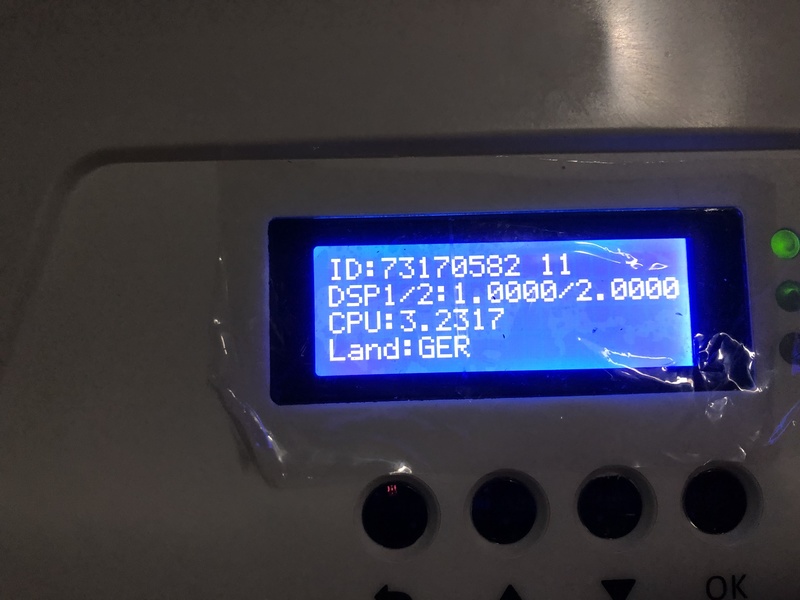 ID:73170582 11
DSP1/2:1.0000/2.0000
CPU:3.2317
Land:GER
OK